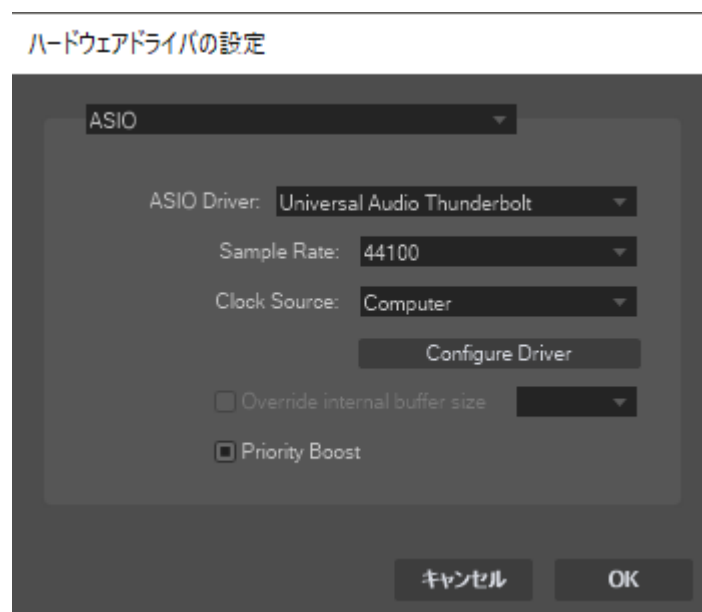 ハードウェアドライバの設定
ASIO
ASIO Driver: Universal Audio Thunderbolt
Sample Rate: 44100
Clock Source: Computer
Configure Driver
Override internal buffer size
Priority Boost
キャンセル OK